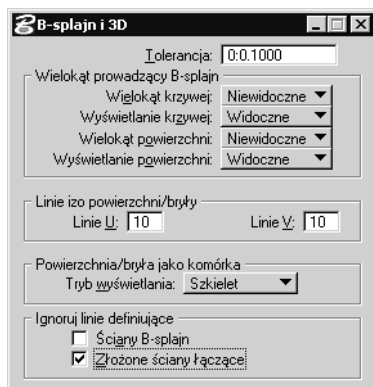 B-splajn i 3D
Tolerancja: 0:0.1000
Wielokąt prowadzący B-splajn
Wielokąt krzywej: Niewidoczne
Wyświetlanie krzywej: Widoczne
Wielokąt powierzchni: Niewidoczne
Wyświetlanie powierzchni: Widoczne
Linie izo powierzchni/bryły
Linie U: 10 Linie V: 10
Powierzchnia/bryła jako komórka
Tryb wyświetlania: Szkielet
Ignoruj linie definiujące
Ściany B-splajn
Złożone ściany łączące